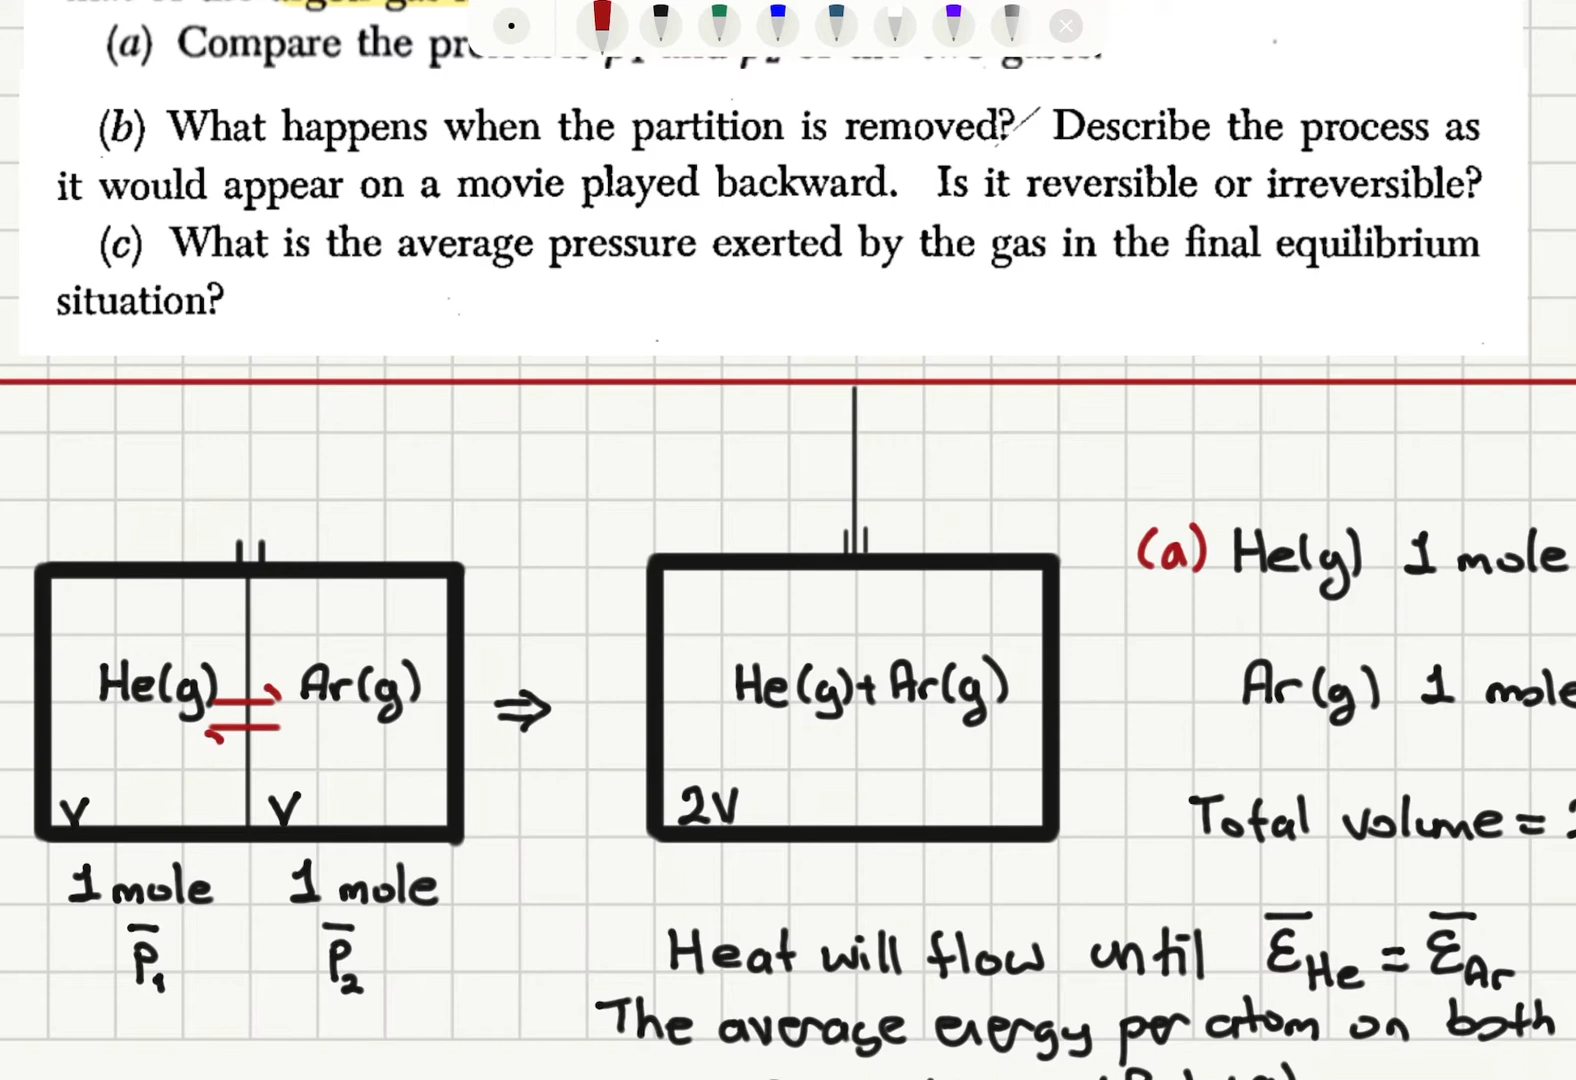 (a) Compare the
(b) What happens when the partition is removed? Describe the process as
it would appear on a movie played backward. Is it reversible or irreversible?
(c) What is the average pressure exerted by the gas in the final equilibrium
situation?
He(g) Ar(g)
V V
1 mole 1 mole
P̅₁ P̅₂
⇒
He(g)+Ar(g)
2V
(a) He(g) 1 mole
Ar(g) 1 mole
Total volume =
Heat will flow until ε̅He = ε̅Ar
The average energy per atom on both